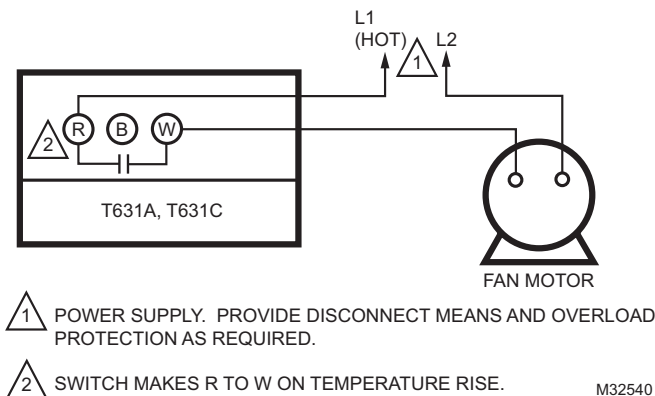 L1
(HOT) 1 L2
2 R B W
T631A, T631C
FAN MOTOR
1 POWER SUPPLY. PROVIDE DISCONNECT MEANS AND OVERLOAD
PROTECTION AS REQUIRED.
2 SWITCH MAKES R TO W ON TEMPERATURE RISE.
M32540